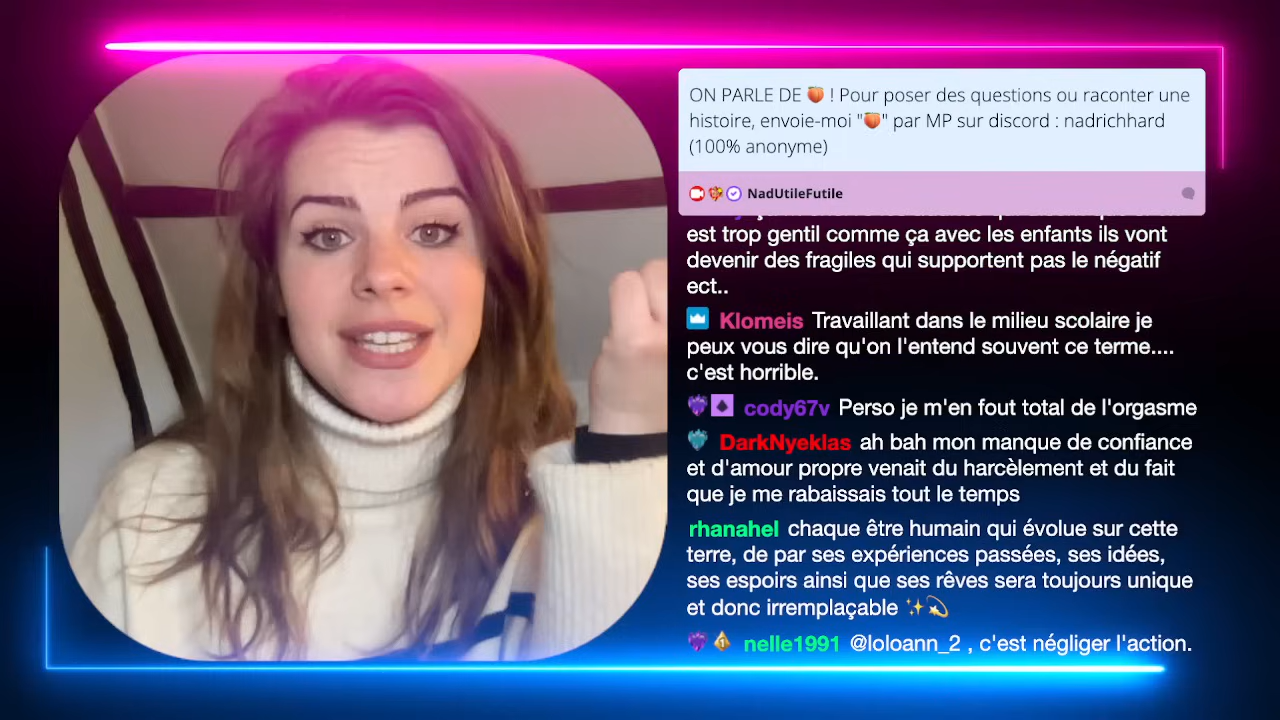 ON PARLE DE 🍑 ! Pour poser des questions ou raconter une
histoire, envoie-moi "🍑" par MP sur discord : nadrichhard
(100% anonyme)
NadUtileFutile
est trop gentil comme ça avec les enfants ils vont
devenir des fragiles qui supportent pas le négatif
ect..
Klomeis Travaillant dans le milieu scolaire je
peux vous dire qu'on l'entend souvent ce terme....
c'est horrible.
cody67v Perso je m'en fout total de l'orgasme
DarkNyeklas ah bah mon manque de confiance
et d'amour propre venait du harcèlement et du fait
que je me rabaissais tout le temps
rhanahel chaque être humain qui évolue sur cette
terre, de par ses expériences passées, ses idées,
ses espoirs ainsi que ses rêves sera toujours unique
et donc irremplaçable ✨💫
nelle1991 @loloann_2 , c'est négliger l'action.